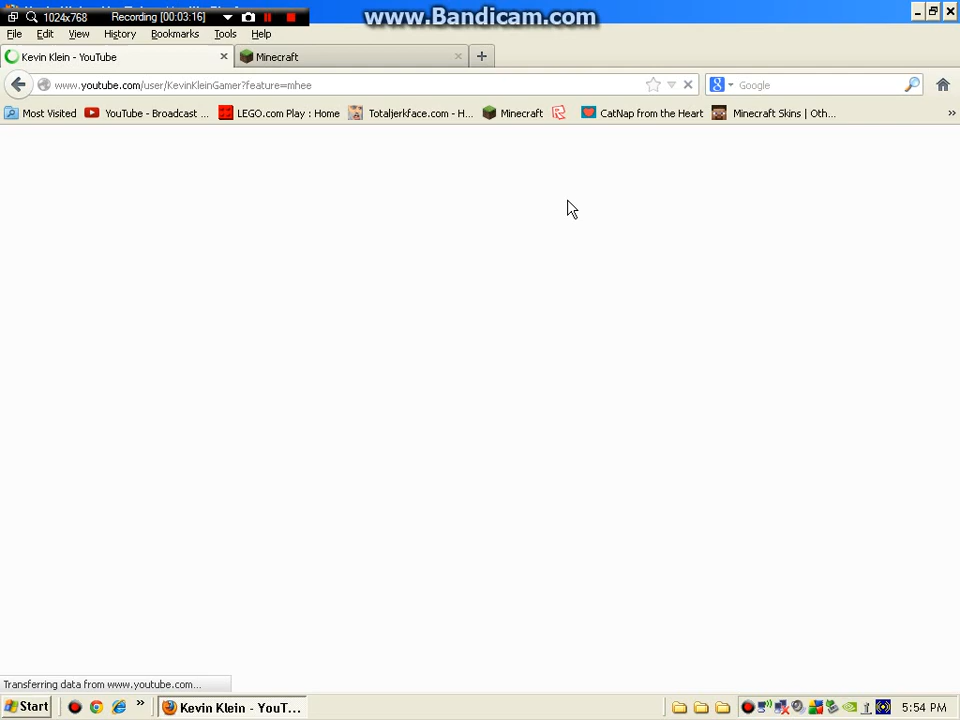 1024x768 Recording [00:03:16]
www.Bandicam.com
File Edit View History Bookmarks Tools Help
Kevin Klein - YouTube
Minecraft
www.youtube.com/user/KevinKleinGamer?feature=mhee
Google
Most Visited YouTube - Broadcast ... LEGO.com Play : Home Totaljerkface.com - H... Minecraft CatNap from the Heart Minecraft Skins | Oth...
Transferring data from www.youtube.com...
Start
Kevin Klein - YouT...
5:54 PM